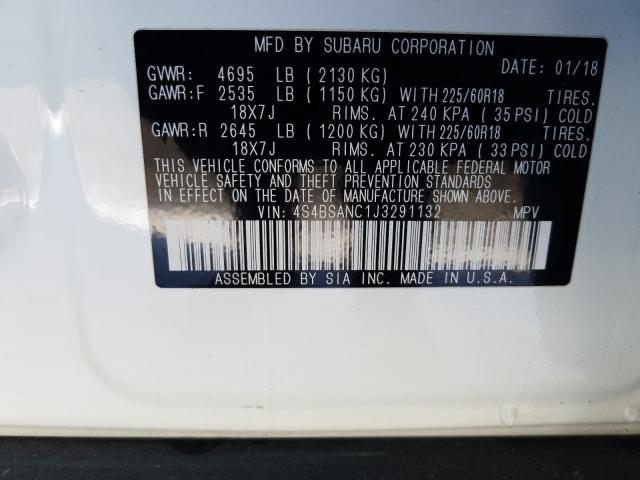 MFD BY SUBARU CORPORATION
GVWR: 4695 LB (2130 KG) DATE: 01/18
GAWR:F 2535 LB (1150 KG) WITH 225/60R18 TIRES.
18X7J RIMS. AT 240 KPA (35 PSI) COLD
GAWR:R 2645 LB (1200 KG) WITH 225/60R18 TIRES.
18X7J RIMS. AT 230 KPA (33 PSI) COLD
THIS VEHICLE CONFORMS TO ALL APPLICABLE FEDERAL MOTOR
VEHICLE SAFETY AND THEFT PREVENTION STANDARDS
IN EFFECT ON THE DATE OF MANUFACTURE SHOWN ABOVE.
VIN: 4S4BSANC1J3291132 MPV
ASSEMBLED BY SIA INC. MADE IN U.S.A.